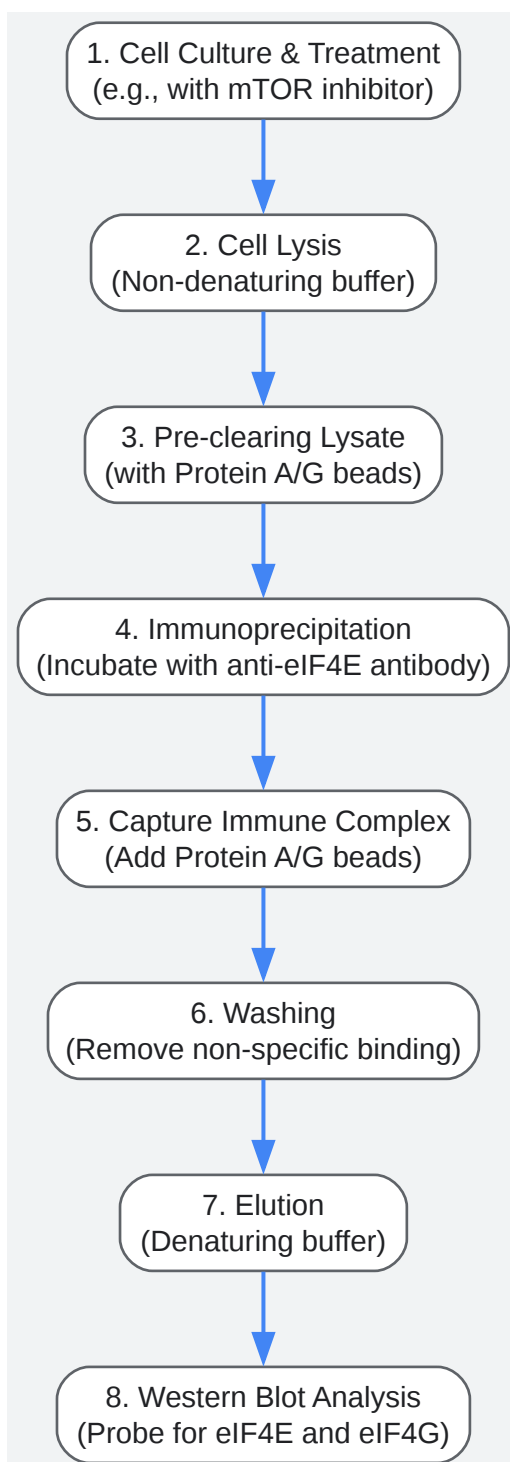 1. Cell Culture & Treatment
(e.g., with mTOR inhibitor)
2. Cell Lysis
(Non-denaturing buffer)
3. Pre-clearing Lysate
(with Protein A/G beads)
4. Immunoprecipitation
(Incubate with anti-eIF4E antibody)
5. Capture Immune Complex
(Add Protein A/G beads)
6. Washing
(Remove non-specific binding)
7. Elution
(Denaturing buffer)
8. Western Blot Analysis
(Probe for eIF4E and eIF4G)